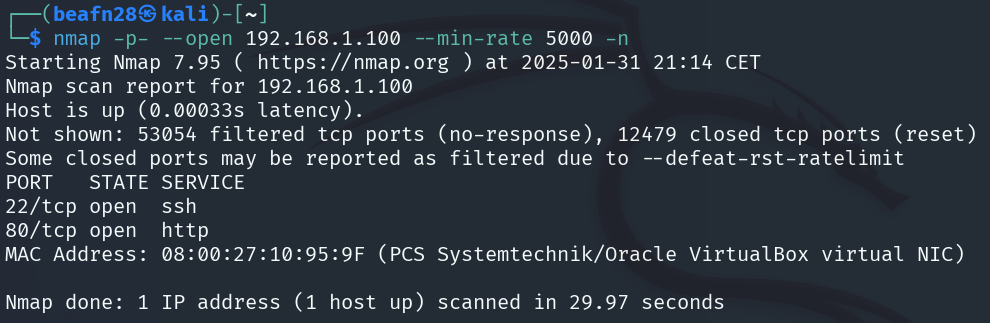 ┌──(beafn28㉿kali)-[~]
└─$ nmap -p- --open 192.168.1.100 --min-rate 5000 -n
Starting Nmap 7.95 ( https://nmap.org ) at 2025-01-31 21:14 CET
Nmap scan report for 192.168.1.100
Host is up (0.00033s latency).
Not shown: 53054 filtered tcp ports (no-response), 12479 closed tcp ports (reset)
Some closed ports may be reported as filtered due to --defeat-rst-ratelimit
PORT   STATE SERVICE
22/tcp open  ssh
80/tcp open  http
MAC Address: 08:00:27:10:95:9F (PCS Systemtechnik/Oracle VirtualBox virtual NIC)

Nmap done: 1 IP address (1 host up) scanned in 29.97 seconds